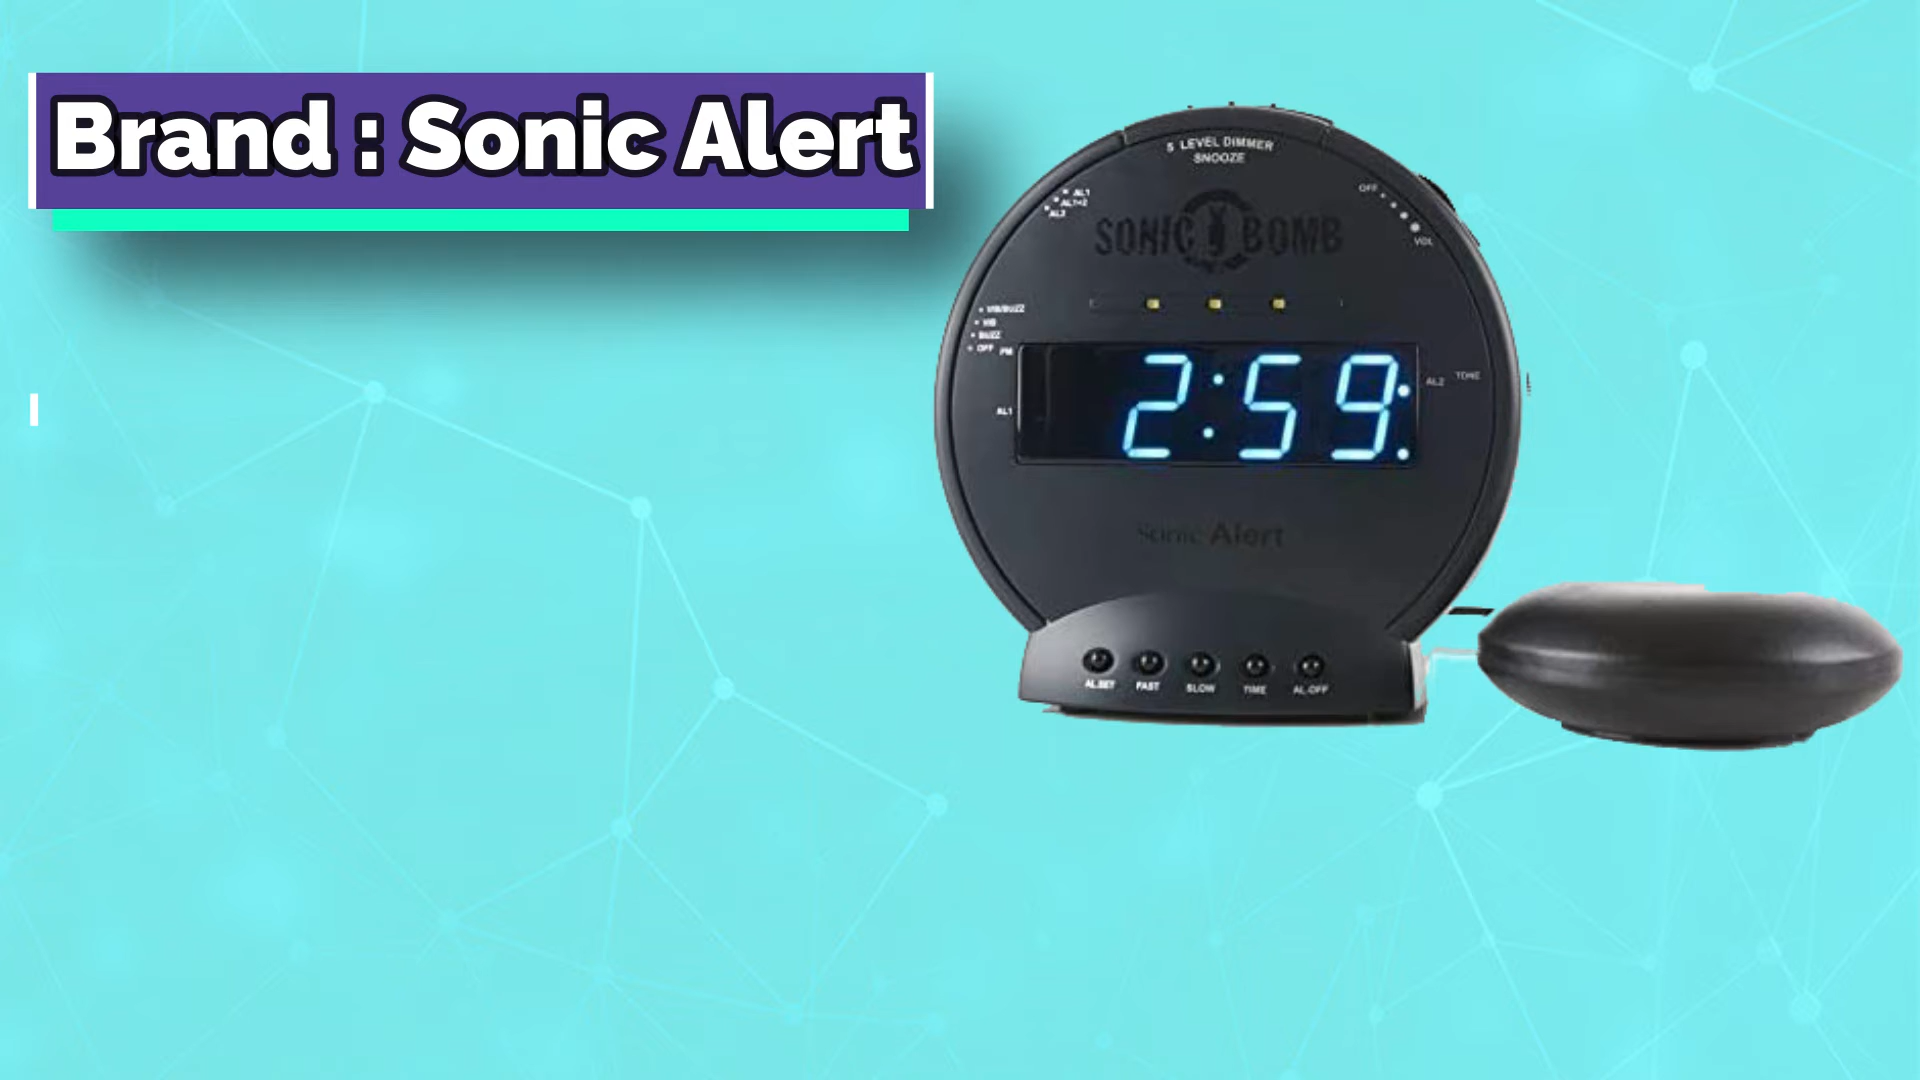 Brand : Sonic Alert
5 LEVEL DIMMER
SNOOZE
AL1
AL1+2
AL2
OFF
VOL
SONIC BOMB
VIB/BUZZ
VIB
BUZZ
OFF
PM
2:59
AL2
TONE
AL1
Sonic Alert
AL.SET
FAST
SLOW
TIME
AL-OFF